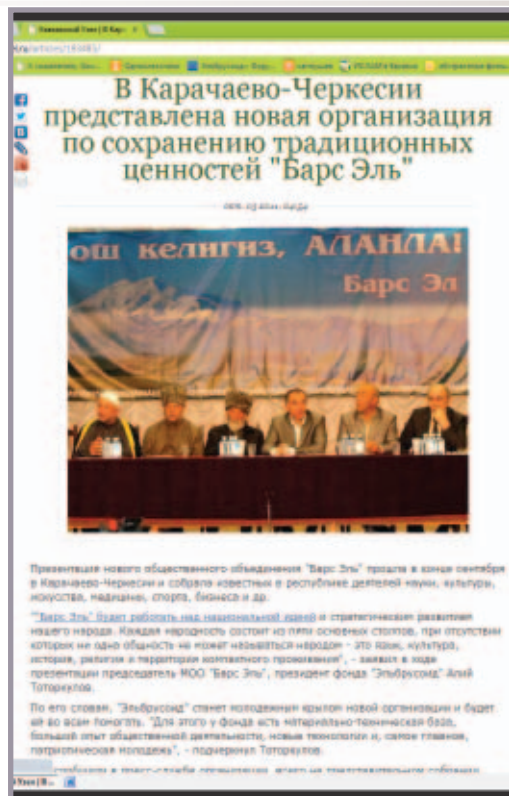 В Карачаево-Черкесии
представлена новая организация
по сохранению традиционных
ценностей "Барс Эль"
ош келигиз, АЛАНЛА!
Барс Эл
Презентация нового общественного объединения "Барс Эль" прошла в конце сентября
в Карачаево-Черкесии и собрала известных в республике деятелей науки, культуры,
искусства, медицины, спорта, бизнеса и др.
"Барс Эль" будет работать над национальной идеей и стратегическим развитием
нашего народа. Каждая народность состоит из пяти основных столпов, при отсутствии
которых ни одна общность не может называться народом – это язык, культура,
история, религия и территория компактного проживания", – заявил в ходе
презентации председатель МОО "Барс Эль", президент фонда "Эльбрусоид" Алий
Тоторкулов.
По его словам, "Эльбрусоид" станет молодежным крылом новой организации и будет
ей во всем помогать. "Для этого у фонда есть материально-техническая база,
большой опыт общественной деятельности, новые технологии и, самое главное,
патриотическая молодежь", – подчеркнул Тоторкулов.